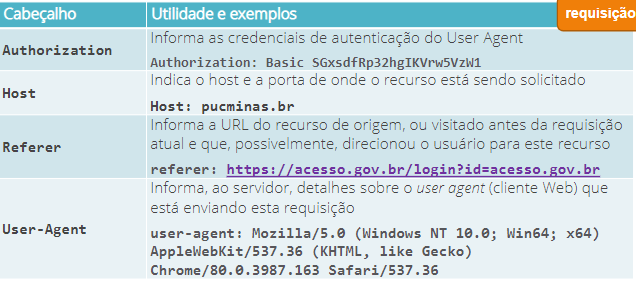 Cabeçalho Utilidade e exemplos requisição
Authorization
Informa as credenciais de autenticação do User Agent
Authorization: Basic SGxsdfRp32hgIKVrw5VzW1
Host
Indica o host e a porta de onde o recurso está sendo solicitado
Host: pucminas.br
Referer
Informa a URL do recurso de origem, ou visitado antes da requisição
atual e que, possivelmente, direcionou o usuário para este recurso
referer: https://acesso.gov.br/login?id=acesso.gov.br
User-Agent
Informa, ao servidor, detalhes sobre o user agent (cliente Web) que
está enviando esta requisição
user-agent: Mozilla/5.0 (Windows NT 10.0; Win64; x64)
AppleWebKit/537.36 (KHTML, like Gecko)
Chrome/80.0.3987.163 Safari/537.36